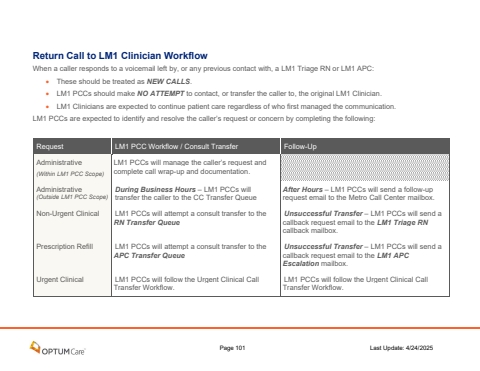 Return Call to LM1 Clinician Workflow
When a caller responds to a voicemail left by, or any previous contact with, a LM1 Triage RN or LM1 APC:
• These should be treated as NEW CALLS.
• LM1 PCCs should make NO ATTEMPT to contact, or transfer the caller to, the original LM1 Clinician.
• LM1 Clinicians are expected to continue patient care regardless of who first managed the communication.
LM1 PCCs are expected to identify and resolve the caller's request or concern by completing the following:
Request LM1 PCC Workflow / Consult Transfer Follow-Up
Administrative
(Within LM1 PCC Scope)
LM1 PCCs will manage the caller's request and
complete call wrap-up and documentation.
Administrative
(Outside LM1 PCC Scope)
During Business Hours – LM1 PCCs will
transfer the caller to the CC Transfer Queue
After Hours – LM1 PCCs will send a follow-up
request email to the Metro Call Center mailbox.
Non-Urgent Clinical
LM1 PCCs will attempt a consult transfer to the
RN Transfer Queue
Unsuccessful Transfer – LM1 PCCs will send a
callback request email to the LM1 Triage RN
callback mailbox.
Prescription Refill
LM1 PCCs will attempt a consult transfer to the
APC Transfer Queue
Unsuccessful Transfer – LM1 PCCs will send a
callback request email to the LM1 APC
Escalation mailbox.
Urgent Clinical
LM1 PCCs will follow the Urgent Clinical Call
Transfer Workflow.
LM1 PCCs will follow the Urgent Clinical Call
Transfer Workflow.
OPTUMCare Page 101 Last Update: 4/24/2025